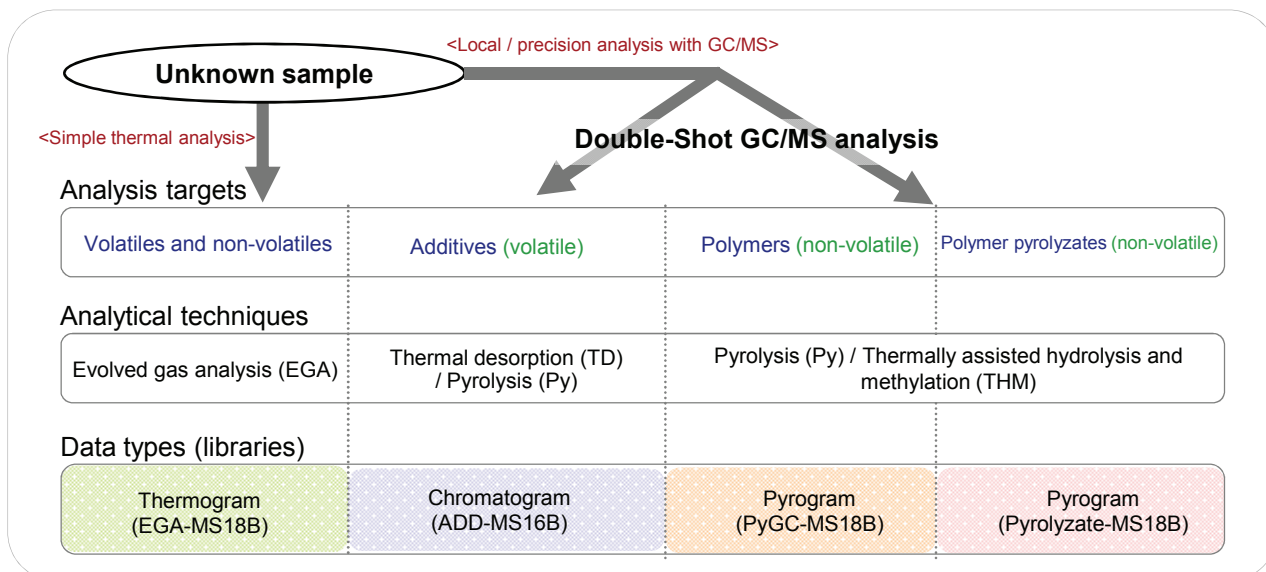 <Local / precision analysis with GC/MS>
Unknown sample
<Simple thermal analysis>
Double-Shot GC/MS analysis
Analysis targets
Volatiles and non-volatiles
Additives (volatile)
Polymers (non-volatile)
Polymer pyrolyzates (non-volatile)
Analytical techniques
Evolved gas analysis (EGA)
Thermal desorption (TD)
/ Pyrolysis (Py)
Pyrolysis (Py) / Thermally assisted hydrolysis and
methylation (THM)
Data types (libraries)
Thermogram
(EGA-MS18B)
Chromatogram
(ADD-MS16B)
Pyrogram
(PyGC-MS18B)
Pyrogram
(Pyrolyzate-MS18B)